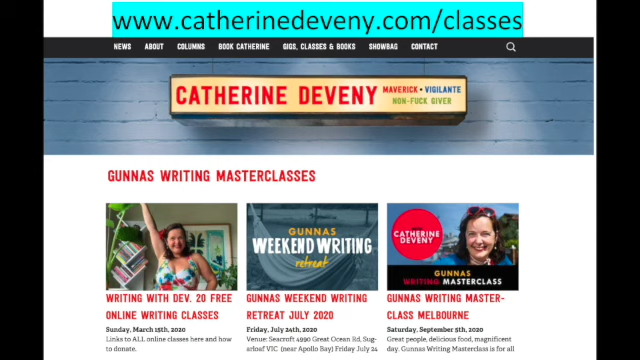 www.catherinedeveny.com/classes
NEWS ABOUT COLUMNS BOOK CATHERINE GIGS, CLASSES & BOOKS SHOWBAG CONTACT
CATHERINE DEVENY
MAVERICK • VIGILANTE
NON-FUCK GIVER
GUNNAS WRITING MASTERCLASSES
GUNNAS
WEEKEND WRITING
retreat
CATHERINE
DEVENY
GUNNAS
WRITING MASTERCLASS
WRITING WITH DEV. 20 FREE
ONLINE WRITING CLASSES
Sunday, March 15th, 2020
Links to ALL online classes here and how
to donate.
GUNNAS WEEKEND WRITING
RETREAT JULY 2020
Friday, July 24th, 2020
Venue: Seacroft 4990 Great Ocean Rd, Sug-
arloaf VIC (near Apollo Bay) Friday July 24
GUNNAS WRITING MASTER-
CLASS MELBOURNE
Saturday, September 5th, 2020
Great people, delicious food, magnificent
day. Gunnas Writing Masterclass is for all